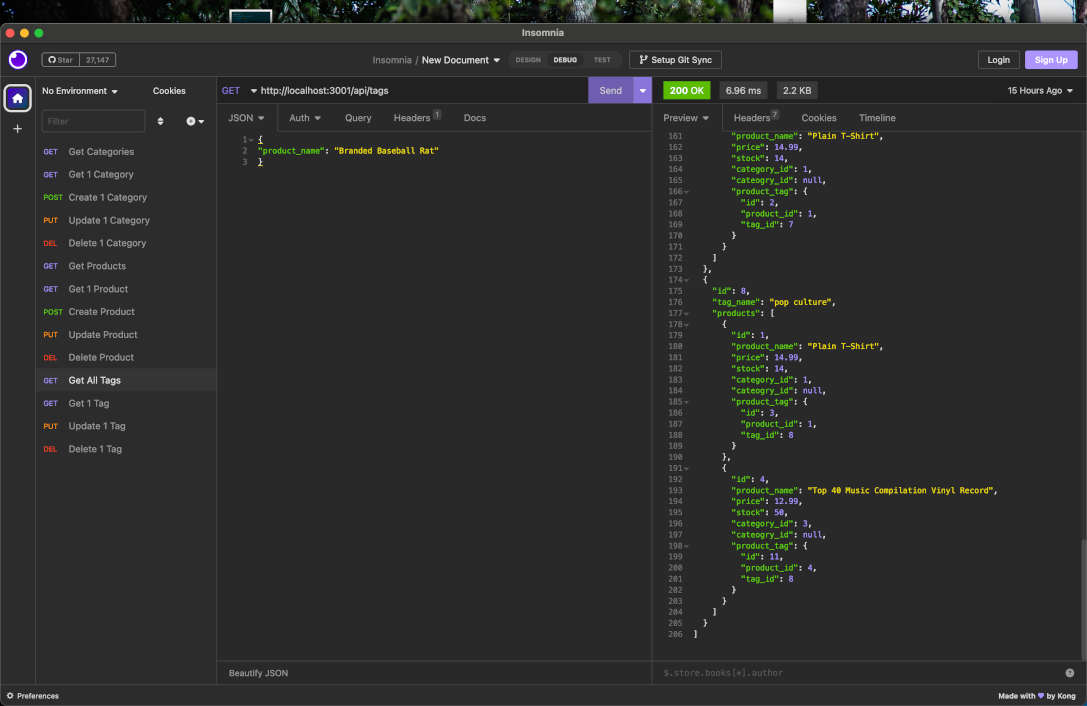 Insomnia
Star 27,147
Insomnia / New Document
DESIGN DEBUG TEST
Setup Git Sync
Login
Sign Up
No Environment
Cookies
GET http://localhost:3001/api/tags
Send
200 OK
6.96 ms
2.2 KB
15 Hours Ago
Filter
GET Get Categories
GET Get 1 Category
POST Create 1 Category
PUT Update 1 Category
DEL Delete 1 Category
GET Get Products
GET Get 1 Product
POST Create Product
PUT Update Product
DEL Delete Product
GET Get All Tags
GET Get 1 Tag
PUT Update 1 Tag
DEL Delete 1 Tag
JSON Auth Query Headers 1 Docs
1 {
2 "product_name": "Branded Baseball Rat"
3 }
Beautify JSON
Preview Headers 7 Cookies Timeline
161 "product_name": "Plain T-Shirt",
162 "price": 14.99,
163 "stock": 14,
164 "category_id": 1,
165 "cateogry_id": null,
166 "product_tag": {
167 "id": 2,
168 "product_id": 1,
169 "tag_id": 7
170 }
171 }
172 ]
173 },
174 {
175 "id": 8,
176 "tag_name": "pop culture",
177 "products": [
178 {
179 "id": 1,
180 "product_name": "Plain T-Shirt",
181 "price": 14.99,
182 "stock": 14,
183 "category_id": 1,
184 "cateogry_id": null,
185 "product_tag": {
186 "id": 3,
187 "product_id": 1,
188 "tag_id": 8
189 }
190 },
191 {
192 "id": 4,
193 "product_name": "Top 40 Music Compilation Vinyl Record",
194 "price": 12.99,
195 "stock": 50,
196 "category_id": 3,
197 "cateogry_id": null,
198 "product_tag": {
199 "id": 11,
200 "product_id": 4,
201 "tag_id": 8
202 }
203 }
204 ]
205 }
206 ]
$.store.books[*].author
Preferences
Made with 💜 by Kong